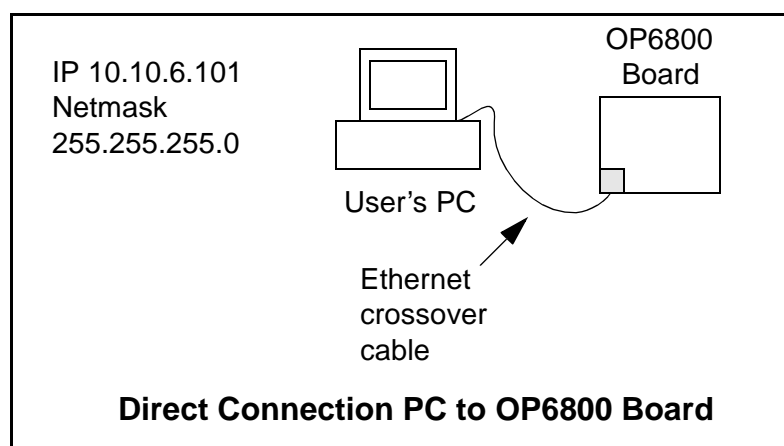 IP 10.10.6.101
Netmask
255.255.255.0
OP6800
Board
User's PC
Ethernet
crossover
cable
Direct Connection PC to OP6800 Board